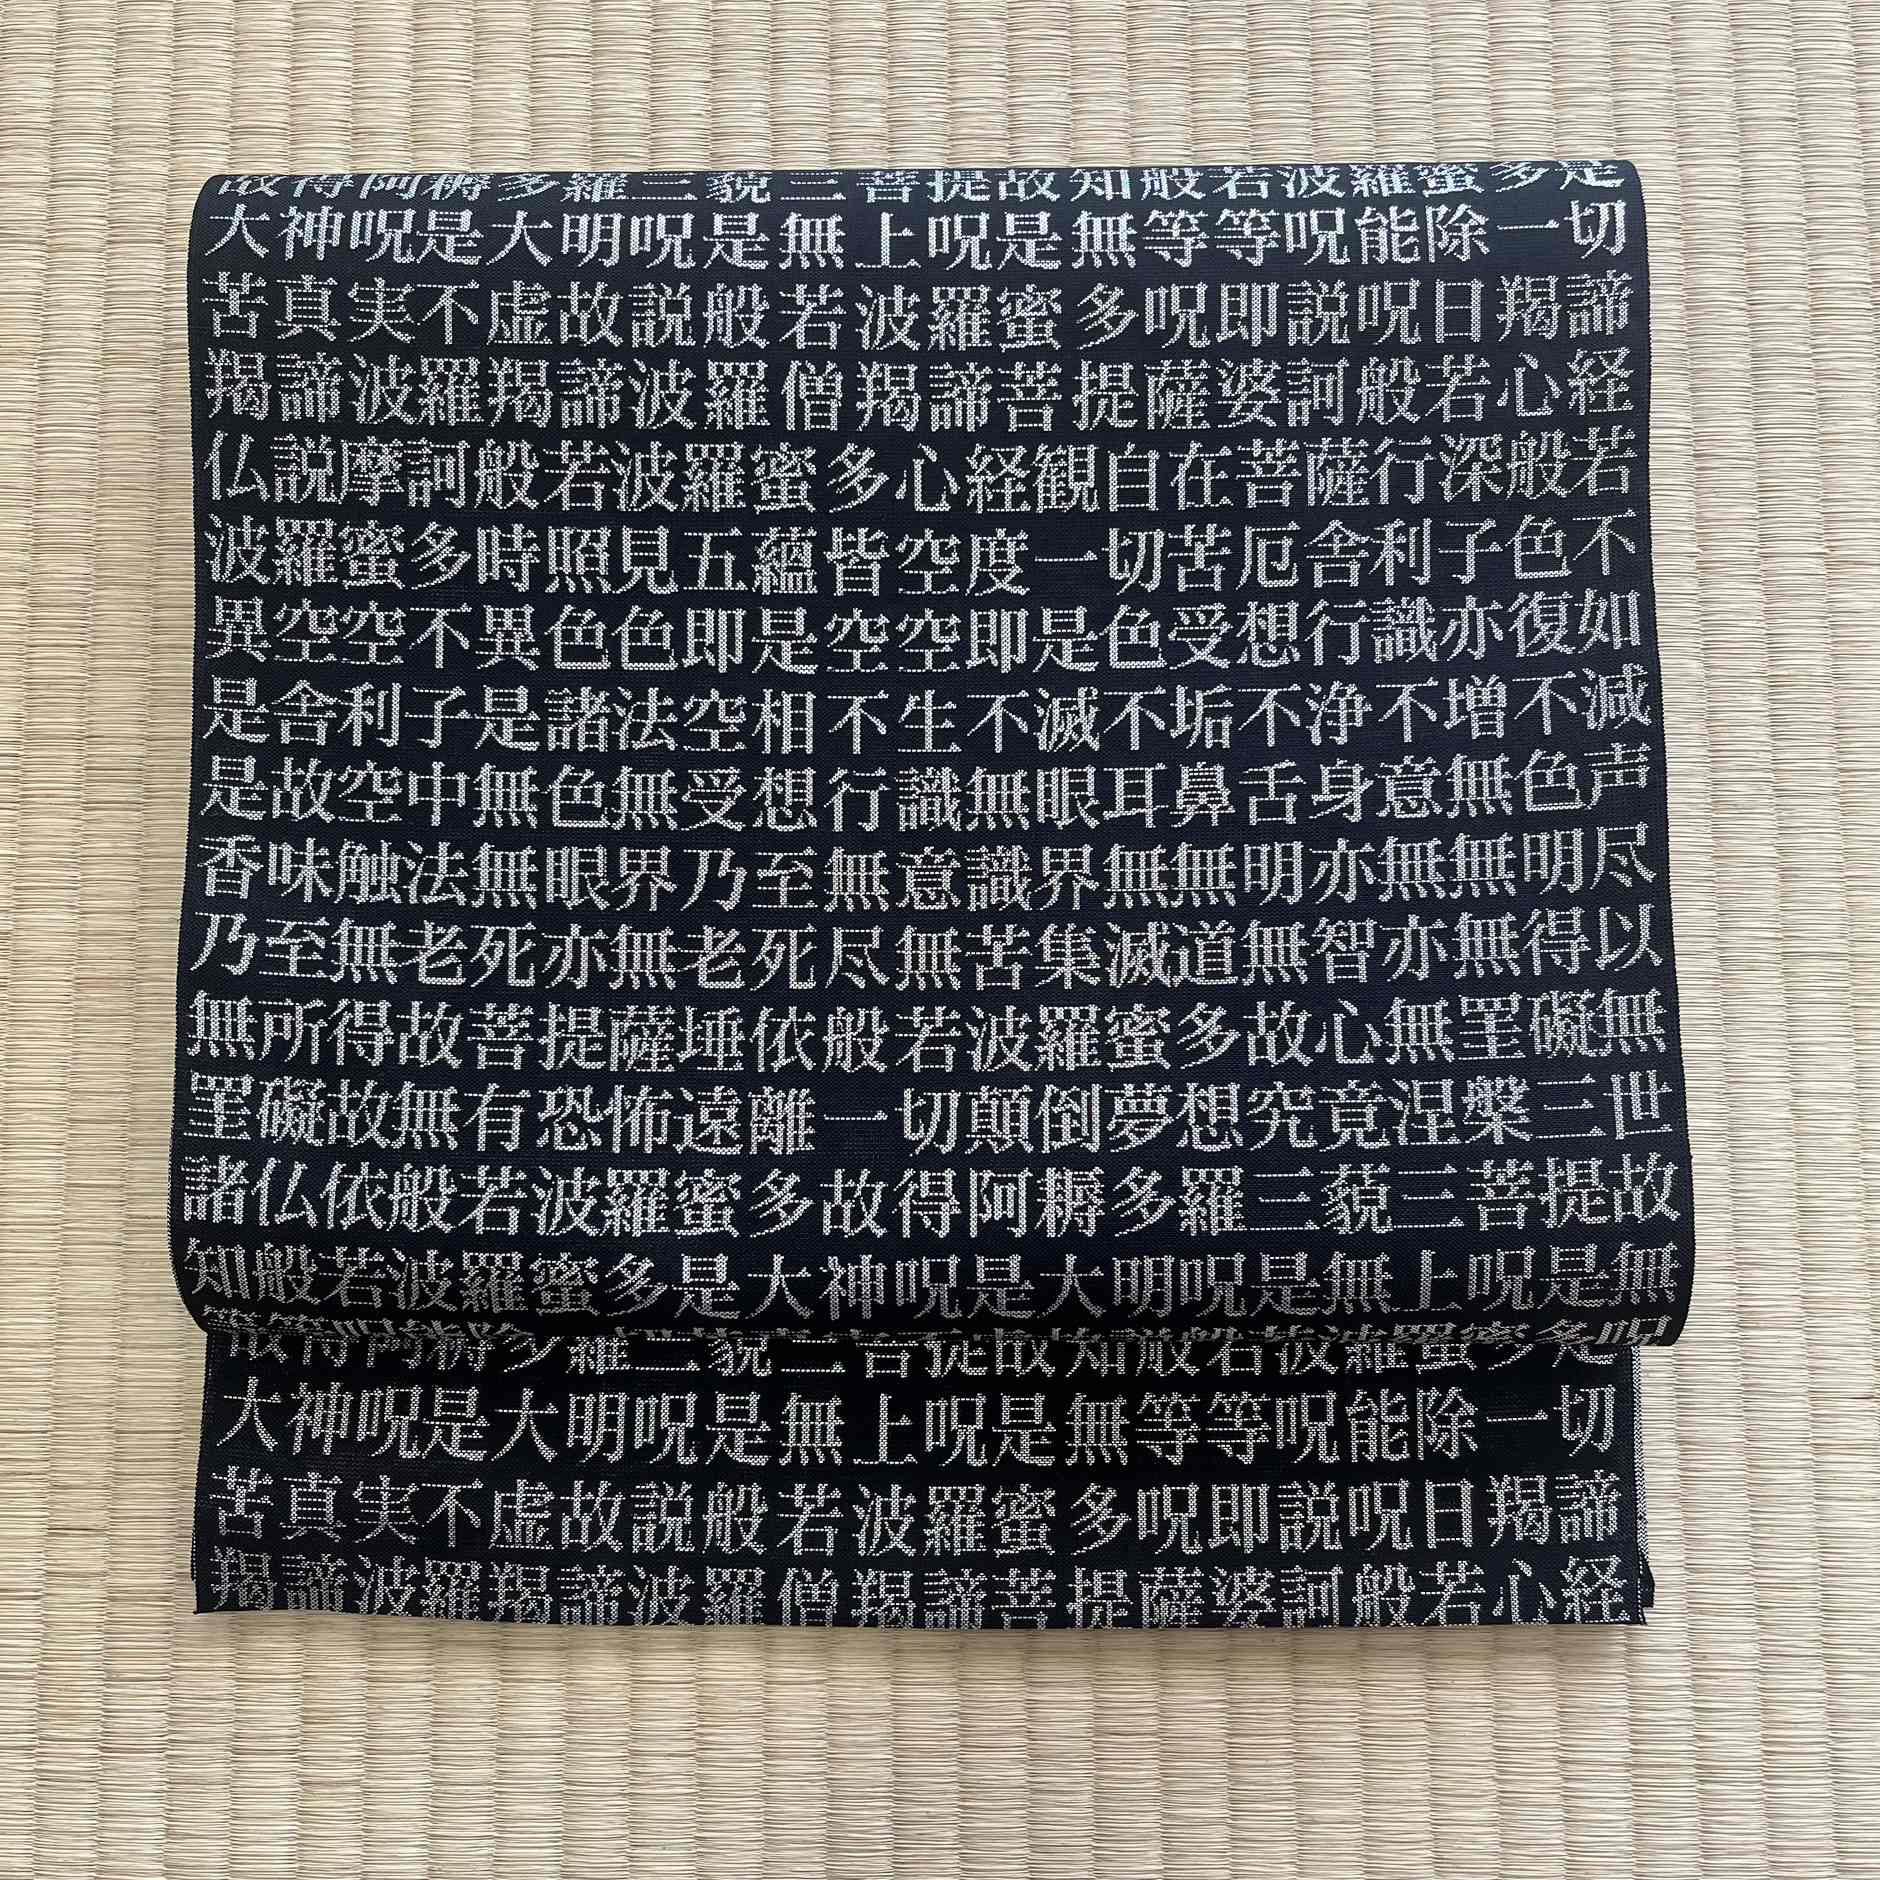 故得阿耨多羅三藐三菩提故知般若波羅蜜多是
大神呪是大明呪是無上呪是無等等呪能除一切
苦真実不虚故説般若波羅蜜多呪即説呪日羯諦
羯諦波羅羯諦波羅僧羯諦菩提薩婆訶般若心経
仏説摩訶般若波羅蜜多心経観自在菩薩行深般若
波羅蜜多時照見五蘊皆空度一切苦厄舎利子色不
異空空不異色色即是空空即是色受想行識亦復如
是舎利子是諸法空相不生不滅不垢不浄不増不減
是故空中無色無受想行識無眼耳鼻舌身意無色声
香味触法無眼界乃至無意識界無無明亦無無明尽
乃至無老死亦無老死尽無苦集滅道無智亦無得以
無所得故菩提薩埵依般若波羅蜜多故心無罣礙無
罣礙故無有恐怖遠離一切顛倒夢想究竟涅槃三世
諸仏依般若波羅蜜多故得阿耨多羅三藐三菩提故
知般若波羅蜜多是大神呪是大明呪是無上呪是無
等等呪能除
故説般若波羅蜜多呪
故得阿耨多羅三藐三菩提故知般若波羅蜜多是
大神呪是大明呪是無上呪是無等等呪能除一切
苦真実不虚故説般若波羅蜜多呪即説呪日羯諦
羯諦波羅羯諦波羅僧羯諦菩提薩婆訶般若心経